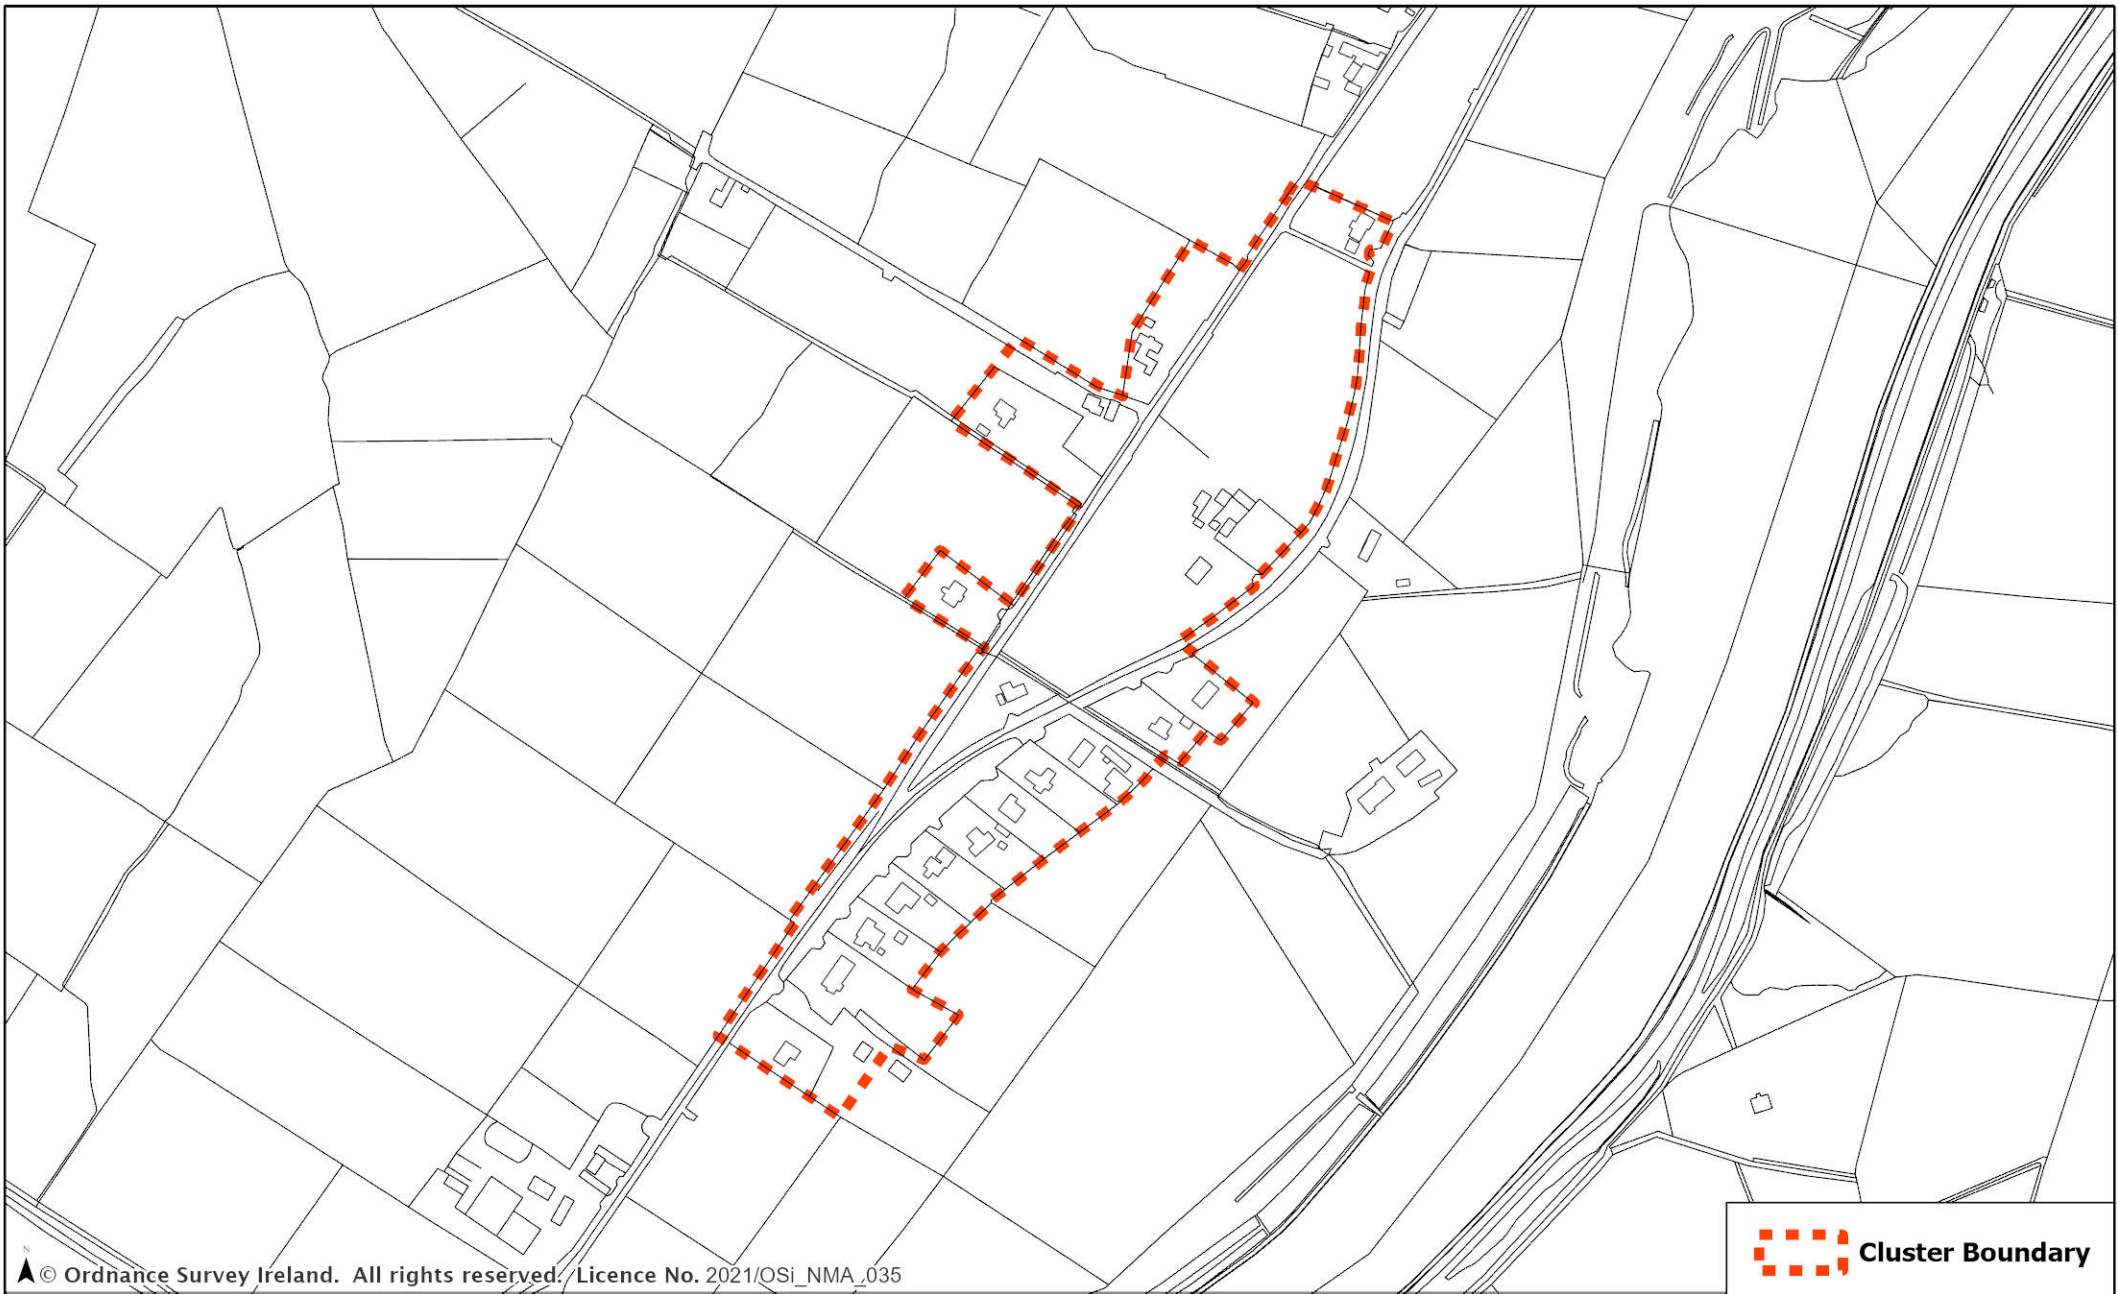 Cluster Boundary
N
© Ordnance Survey Ireland. All rights reserved. Licence No. 2021/OSi_NMA_035